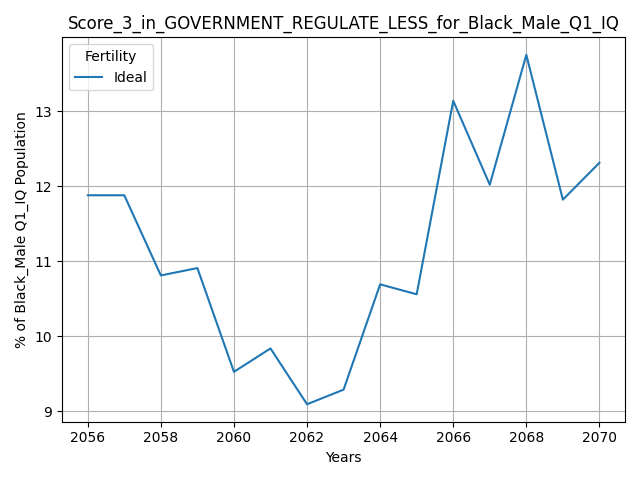 Score_3_in_GOVERNMENT_REGULATE_LESS_for_Black_Male_Q1_IQ
Fertility
Ideal
% of Black_Male Q1_IQ Population
13
12
11
10
9
2056 2058 2060 2062 2064 2066 2068 2070
Years